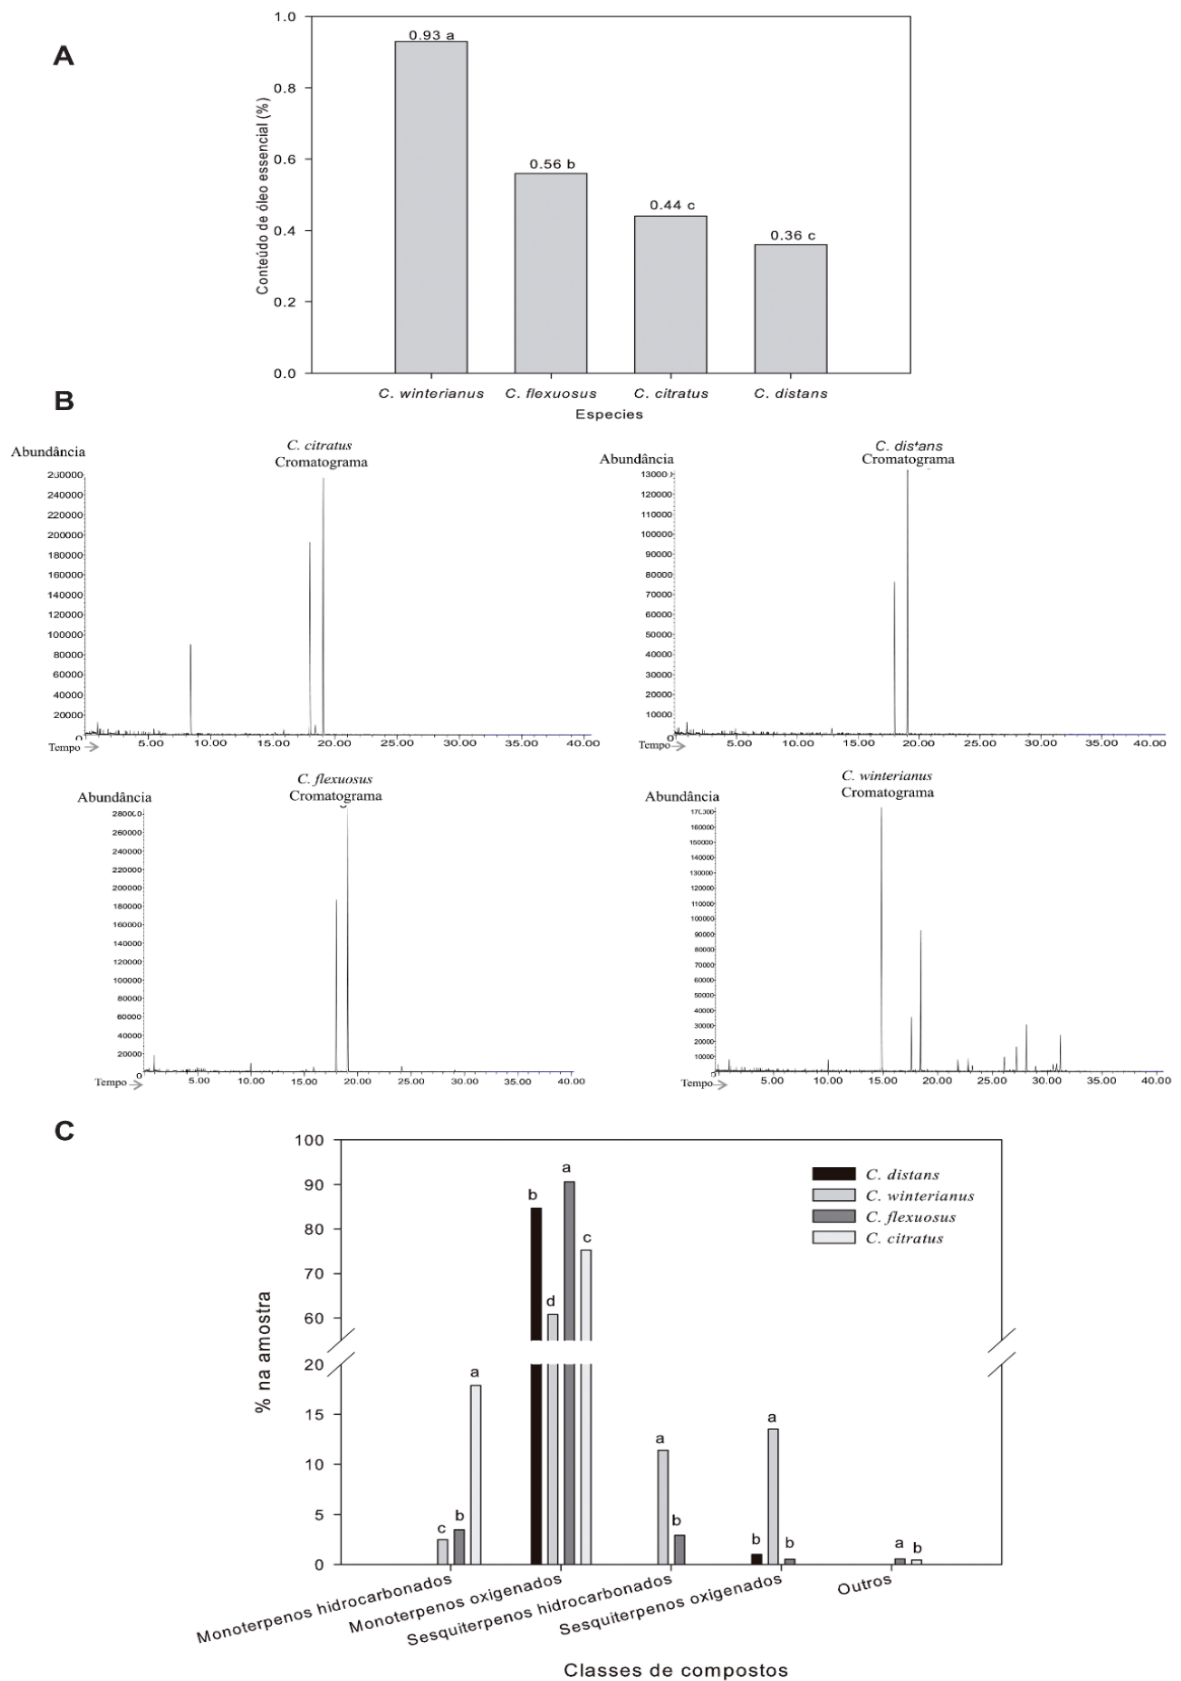 A
1.0
0.8
0.6
0.4
0.2
0.0
Conteúdo de óleo essencial (%)
0.93 a
0.56 b
0.44 c
0.36 c
C. winterianus
C. flexuosus
C. citratus
C. distans
Especies
B
C. citratus
Cromatograma
Abundância
240000
220000
200000
180000
160000
140000
120000
100000
80000
60000
40000
20000
0
Tempo
5.00
10.00
15.00
20.00
25.00
30.00
35.00
40.00
C. distans
Cromatograma
Abundância
120000
110000
100000
90000
80000
70000
60000
50000
40000
30000
20000
10000
0
Tempo
5.00
10.00
15.00
20.00
25.00
30.00
35.00
40.00
C. flexuosus
Cromatograma
Abundância
260000
240000
220000
200000
180000
160000
140000
120000
100000
80000
60000
40000
20000
0
Tempo
5.00
10.00
15.00
20.00
25.00
30.00
35.00
40.00
C. winterianus
Cromatograma
Abundância
160000
150000
140000
130000
120000
110000
100000
90000
80000
70000
60000
50000
40000
30000
20000
10000
Tempo
5.00
10.00
15.00
20.00
25.00
30.00
35.00
40.00
C
100
90
80
70
60
20
15
10
5
0
% na amostra
C. distans
C. winterianus
C. flexuosus
C. citratus
c
b
a
b
d
a
c
a
b
b
a
b
a
b
Monoterpenos hidrocarbonados
Monoterpenos oxigenados
Sesquiterpenos hidrocarbonados
Sesquiterpenos oxigenados
Outros
Classes de compostos